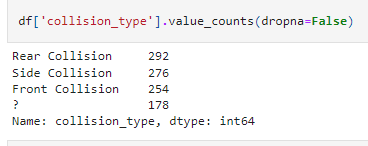 df['collision_type'].value_counts(dropna=False)
Rear Collision 292
Side Collision 276
Front Collision 254
? 178
Name: collision_type, dtype: int64